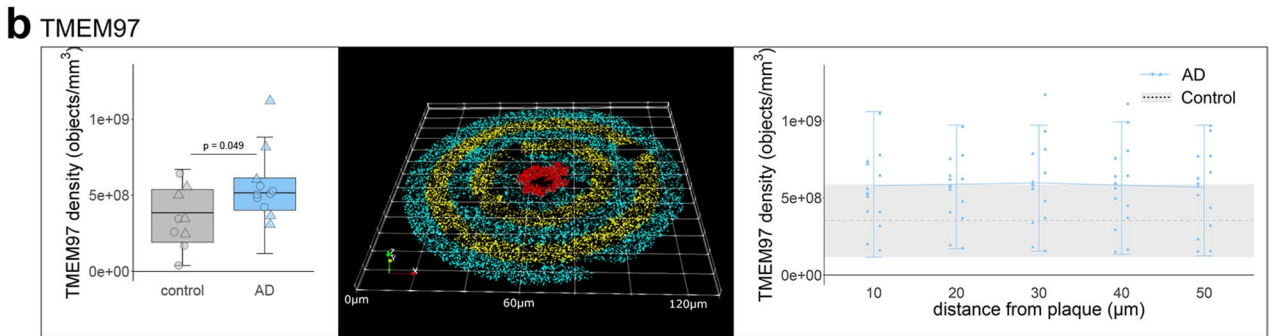 b TMEM97
TMEM97 density (objects/mm³)
1e+09
5e+08
0e+00
p = 0.049
control
AD
Z
Y
X
0µm
60µm
120µm
TMEM97 density (objects/mm³)
1e+09
5e+08
0e+00
AD
Control
10
20
30
40
50
distance from plaque (µm)